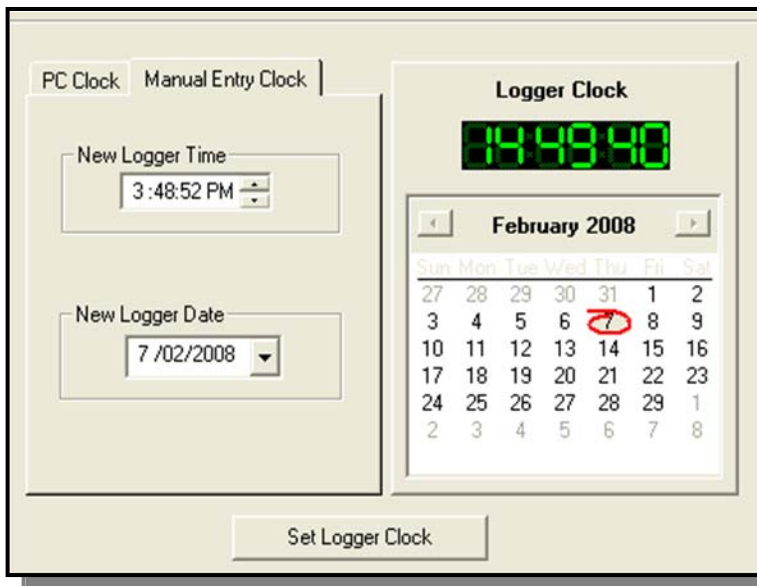 PC Clock Manual Entry Clock
New Logger Time
3 :48:52 PM
New Logger Date
7 /02/2008
Logger Clock
14:49:40
February 2008
Sun Mon Tue Wed Thu Fri Sat
27 28 29 30 31 1 2
3 4 5 6 7 8 9
10 11 12 13 14 15 16
17 18 19 20 21 22 23
24 25 26 27 28 29 1
2 3 4 5 6 7 8
Set Logger Clock